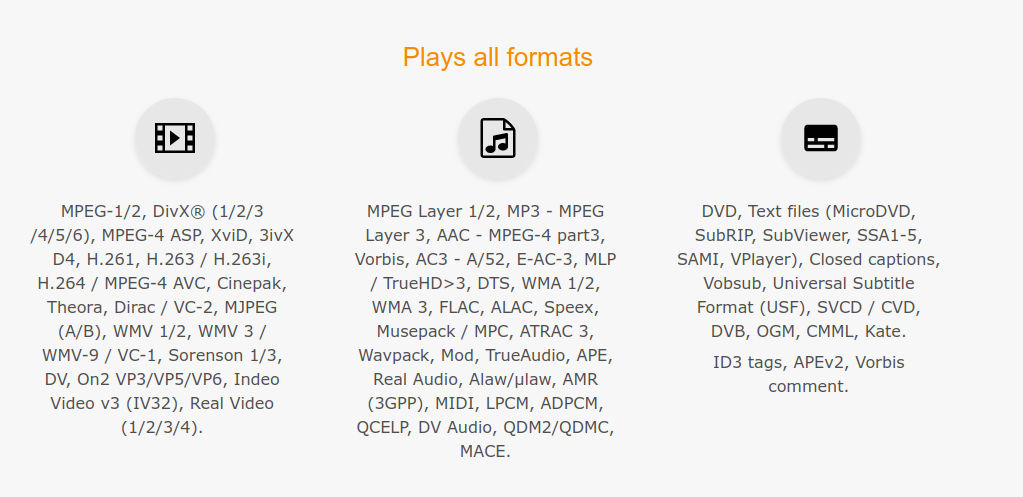 Plays all formats
MPEG-1/2, DivX® (1/2/3
/4/5/6), MPEG-4 ASP, XviD, 3ivX
D4, H.261, H.263 / H.263i,
H.264 / MPEG-4 AVC, Cinepak,
Theora, Dirac / VC-2, MJPEG
(A/B), WMV 1/2, WMV 3 /
WMV-9 / VC-1, Sorenson 1/3,
DV, On2 VP3/VP5/VP6, Indeo
Video v3 (IV32), Real Video
(1/2/3/4).
MPEG Layer 1/2, MP3 - MPEG
Layer 3, AAC - MPEG-4 part3,
Vorbis, AC3 - A/52, E-AC-3, MLP
/ TrueHD>3, DTS, WMA 1/2,
WMA 3, FLAC, ALAC, Speex,
Musepack / MPC, ATRAC 3,
Wavpack, Mod, TrueAudio, APE,
Real Audio, Alaw/µlaw, AMR
(3GPP), MIDI, LPCM, ADPCM,
QCELP, DV Audio, QDM2/QDMC,
MACE.
DVD, Text files (MicroDVD,
SubRIP, SubViewer, SSA1-5,
SAMI, VPlayer), Closed captions,
Vobsub, Universal Subtitle
Format (USF), SVCD / CVD,
DVB, OGM, CMML, Kate.
ID3 tags, APEv2, Vorbis
comment.